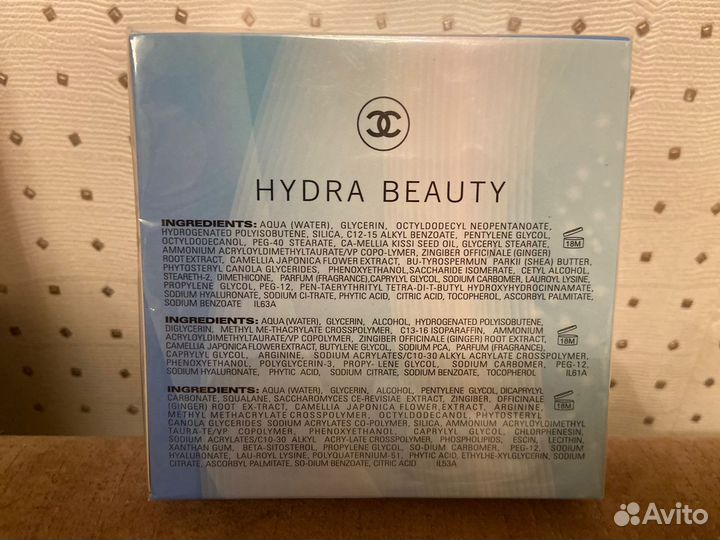 HYDRA BEAUTY
INGREDIENTS: AQUA (WATER), GLYCERIN, OCTYLDODECYL NEOPENTANOATE,
HYDROGENATED POLYISOBUTENE, SILICA, C12-15 ALKYL BENZOATE, PENTYLENE GLYCOL,
OCTYLDODECANOL, PEG-40 STEARATE, CA-MELLIA KISSI SEED OIL, GLYCERYL STEARATE,
AMMONIUM ACRYLOYLDIMETHYLTAURATE/VP COPO-LYMER, ZINGIBER OFFICINALE (GINGER)
ROOT EXTRACT, CAMELLIA JAPONICA FLOWER EXTRACT, BU-TYROSPERMUM PARKII (SHEA) BUTTER,
PHYTOSTERYL CANOLA GLYCERIDES, PHENOXYETHANOL, SACCHARIDE ISOMERATE, CETYL ALCOHOL,
STEARETH-2, DIMETHICONE, PARFUM (FRAGRANCE),CAPRYLYL GLYCOL, SODIUM CARBOMER, LAUROYL LYSINE,
PROPYLENE GLYCOL, PEG-12, PEN-TAERYTHRITYL TETRA-DI-T-BUTYL HYDROXYHYDROCINNAMATE,
SODIUM HYALURONATE, SODIUM CI-TRATE, PHYTIC ACID, CITRIC ACID, TOCOPHEROL, ASCORBYL PALMITATE,
SODIUM BENZOATE IL63A
18M
INGREDIENTS: AQUA (WATER), GLYCERIN, ALCOHOL, HYDROGENATED POLYISOBUTENE,
DIGLYCERIN, METHYL ME-THACRYLATE CROSSPOLYMER, C13-16 ISOPARAFFIN, AMMONIUM
ACRYLOYLDIMETHYLTAURATE/VP COPOLYMER, ZINGIBER OFFICINALE (GINGER) ROOT EXTRACT,
CAMELLIA JAPONICA FLOWER EXTRACT, BUTYLENE GLYCOL, SODIUM PCA, PARFUM (FRAGRANCE),
CAPRYLYL GLYCOL, ARGININE, SODIUM ACRYLATES/C10-30 ALKYL ACRYLATE CROSSPOLYMER,
PHENOXYETHANOL, POLYGLYCERIN-3, PROPY- LENE GLYCOL, SODIUM CARBOMER, PEG-12,
SODIUM HYALURONATE, PHYTIC ACID, SODIUM CITRATE, SODIUM BENZOATE, TOCOPHEROL IL61A
18M
INGREDIENTS: AQUA (WATER), GLYCERIN, ALCOHOL, PENTYLENE GLYCOL, DICAPRYLYL
CARBONATE, SQUALANE, SACCHAROMYCES CE-REVISIAE EXTRACT, ZINGIBER, OFFICINALE
(GINGER) ROOT EX-TRACT, CAMELLIA JAPONICA FLOWER, EXTRACT, ARGININE,
METHYL METHACRYLATE CROSSPOLYMER, OCTYLDODECANOL, PHYTOSTERYL
CANOLA GLYCERIDES SODIUM ACRYLATES CO-POLYMER, SILICA, AMMONIUM ACRYLOYLDIMETHYL
TAURA-TE/VP COPOLYMER, PHENOXYETHANOL, CAPRYLYL GLYCOL, CHLORPHENESIN,
SODIUM ACRYLATES/C10-30 ALKYL ACRY-LATE CROSSPOLYMER, PHOSPHOLIPIDS, ESCIN, LECITHIN,
XANTHAN GUM, BETA-SITOSTEROL, PROPYLENE GLYCOL, SO-DIUM CARBOMER, PEG-12, SODIUM
HYALURONATE, LAU-ROYL LYSINE, POLYQUATERNIUM-51, PHYTIC ACID, ETHYLHE-XYLGLYCERIN, SODIUM
CITRATE, ASCORBYL PALMITATE, SO-DIUM BENZOATE, CITRIC ACID IL53A
18M
Avito